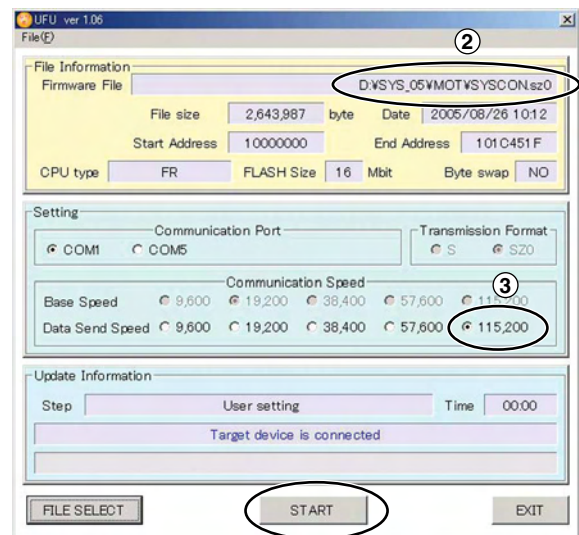 UFU ver 1.06
File(F)
②
File Information
Firmware File D:¥SYS_05¥MOT¥SYSCON.sz0
File size 2,643,987 byte Date 2005/08/26 10:12
Start Address 10000000 End Address 101C451F
CPU type FR FLASH Size 16 Mbit Byte swap NO
Setting
Communication Port Transmission Format
COM1 COM5 S SZ0
Communication Speed ③
Base Speed 9,600 19,200 38,400 57,600 115,200
Data Send Speed 9,600 19,200 38,400 57,600 115,200
Update Information
Step User setting Time 00:00
Target device is connected
FILE SELECT START EXIT